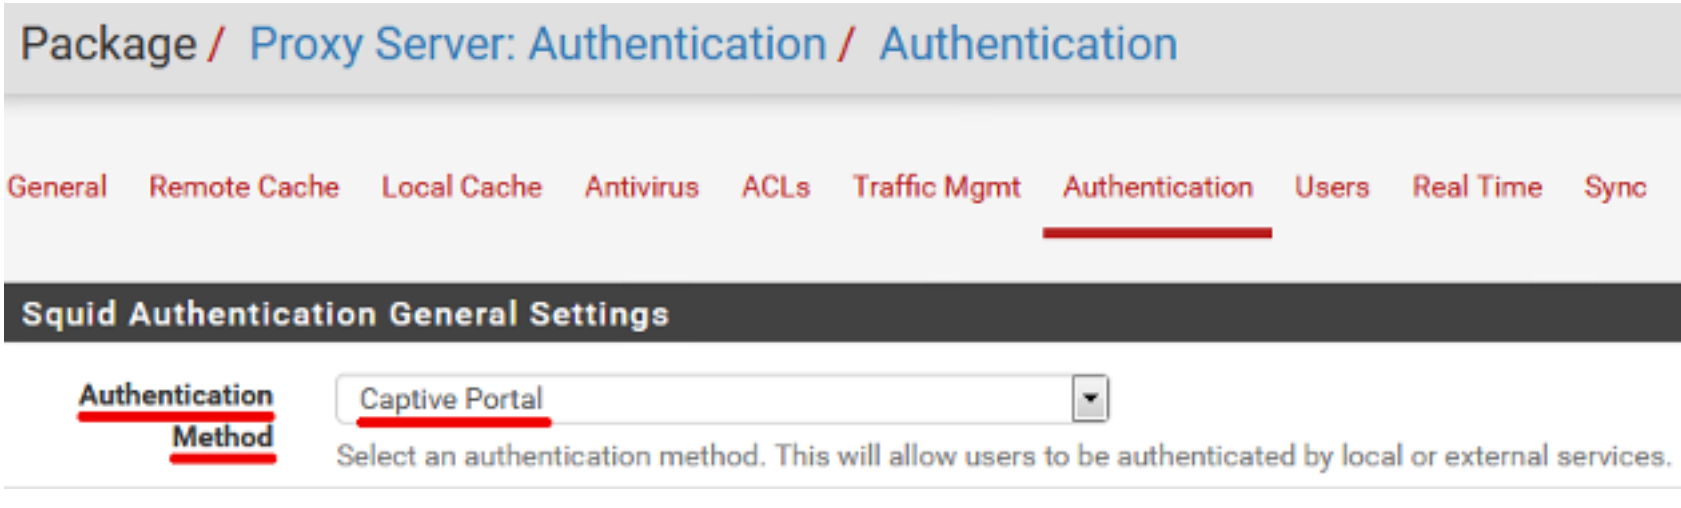 Package / Proxy Server: Authentication / Authentication
General Remote Cache Local Cache Antivirus ACLs Traffic Mgmt Authentication Users Real Time Sync
Squid Authentication General Settings
Authentication Method
Captive Portal
Select an authentication method. This will allow users to be authenticated by local or external services.